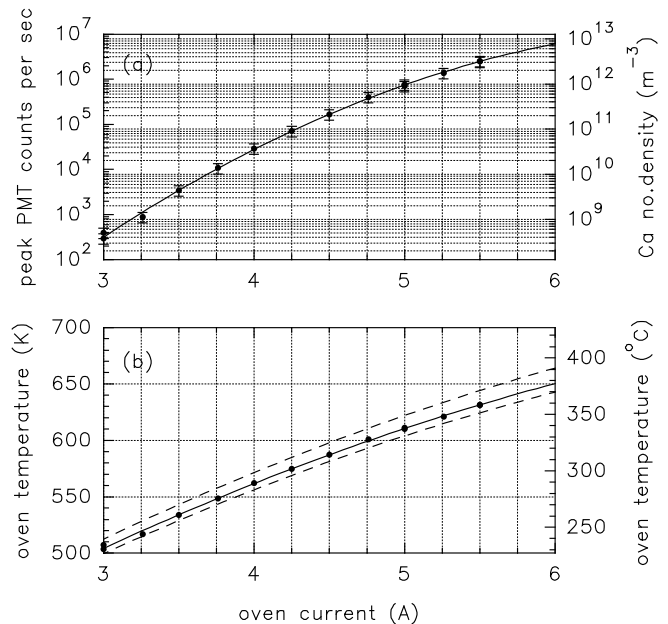 peak PMT counts per sec
10^7
10^6
10^5
10^4
10^3
10^2
(a)
10^13
10^12
10^11
10^10
10^9
Ca no.density (m^−3)
3 4 5 6
oven temperature (K)
700
650
600
550
500
(b)
400
350
300
250
oven temperature (°C)
3 4 5 6
oven current (A)